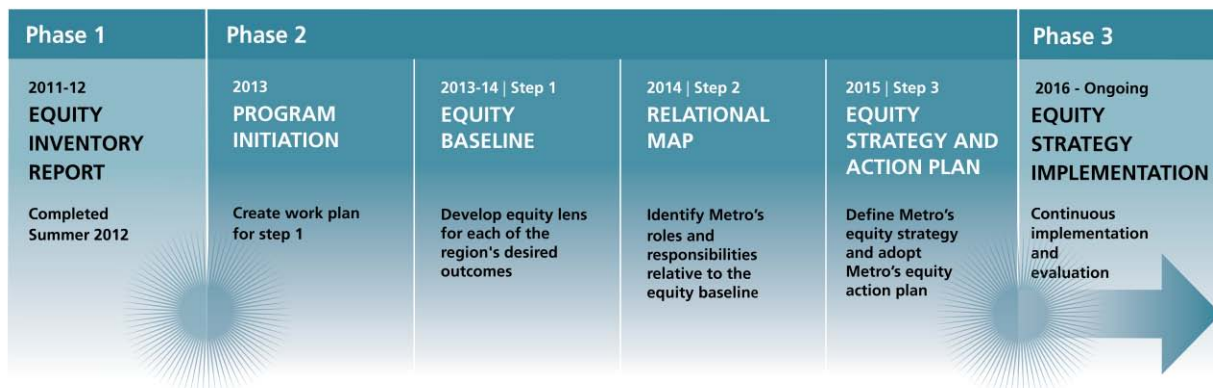 Phase 1
2011-12
EQUITY
INVENTORY
REPORT
Completed
Summer 2012
Phase 2
2013
PROGRAM
INITIATION
Create work plan
for step 1
2013-14 | Step 1
EQUITY
BASELINE
Develop equity lens
for each of the
region's desired
outcomes
2014 | Step 2
RELATIONAL
MAP
Identify Metro’s
roles and
responsibilities
relative to the
equity baseline
2015 | Step 3
EQUITY
STRATEGY AND
ACTION PLAN
Define Metro’s
equity strategy
and adopt
Metro’s equity
action plan
Phase 3
2016 - Ongoing
EQUITY
STRATEGY
IMPLEMENTATION
Continuous
implementation
and
evaluation